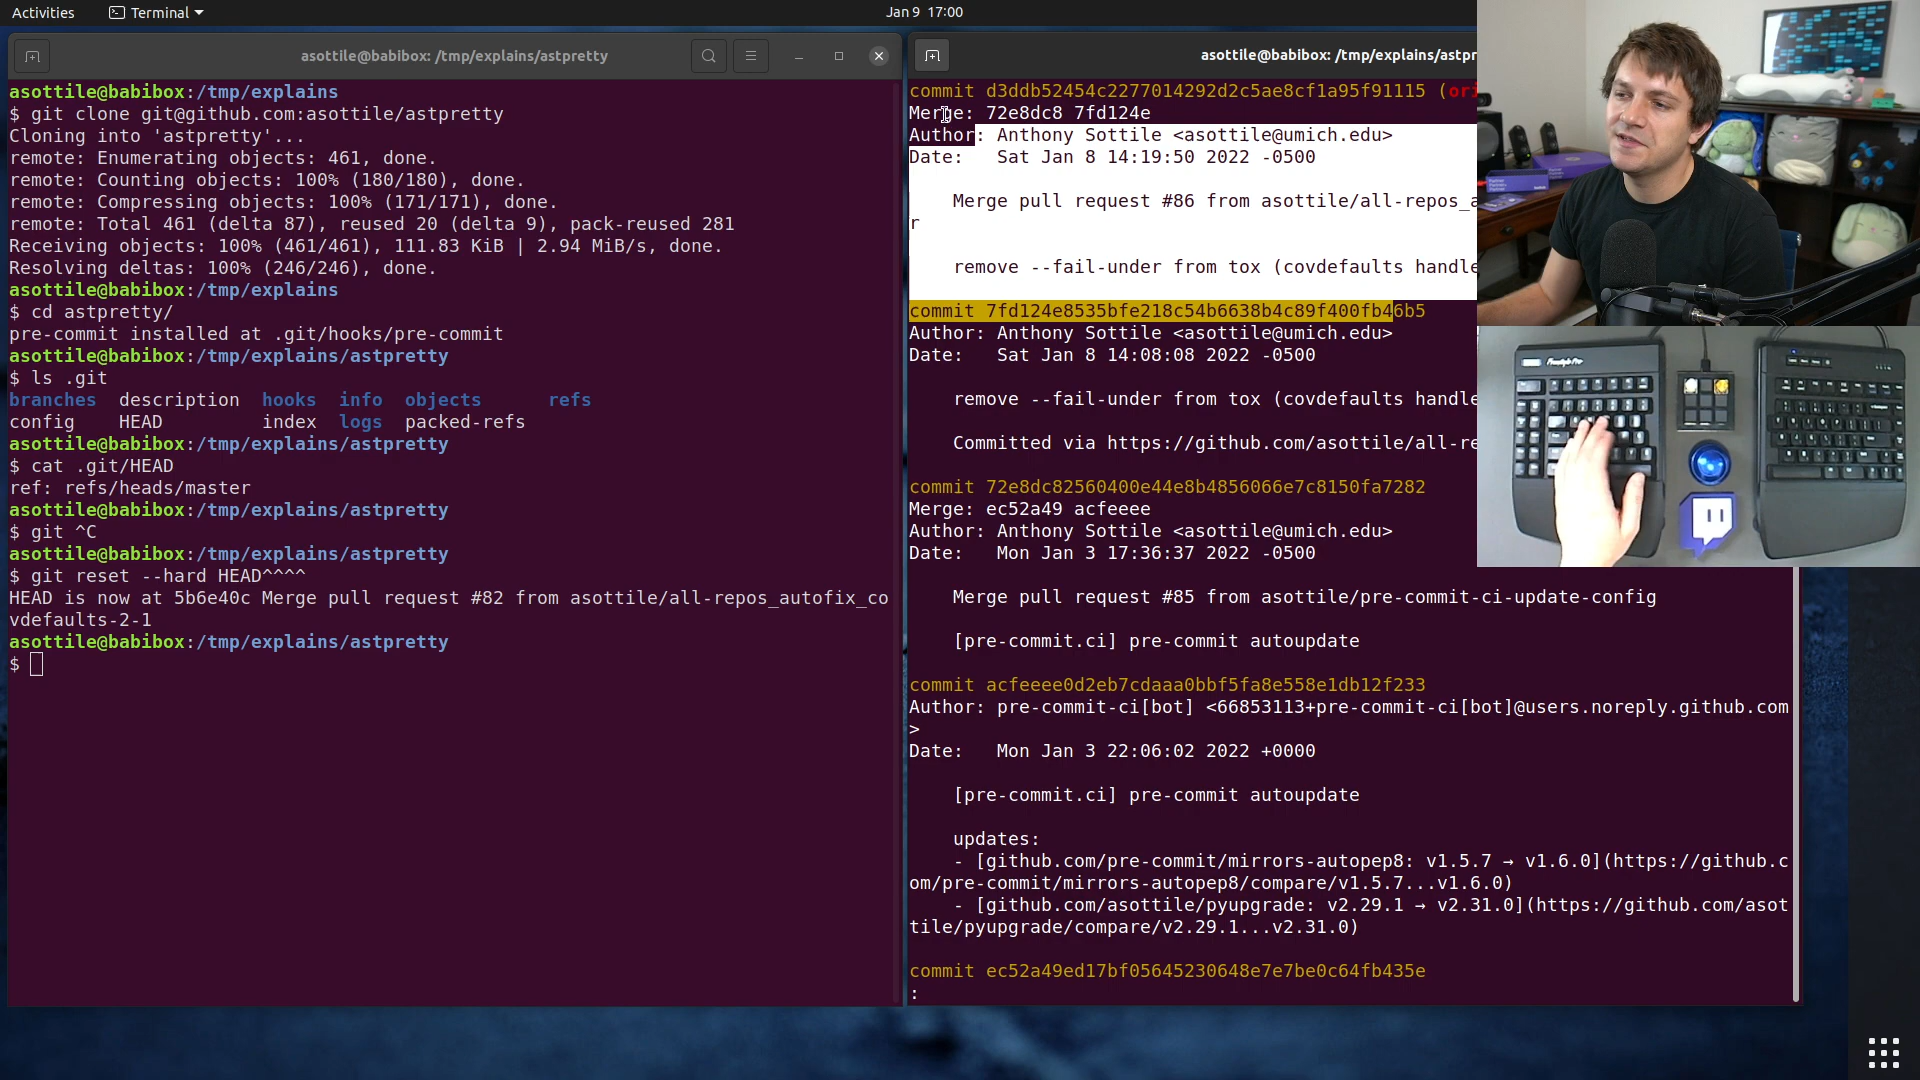 Activities
Terminal
Jan 9 17:00
asottile@babibox: /tmp/explains/astpretty
asottile@babibox:/tmp/explains
$ git clone git@github.com:asottile/astpretty
Cloning into 'astpretty'...
remote: Enumerating objects: 461, done.
remote: Counting objects: 100% (180/180), done.
remote: Compressing objects: 100% (171/171), done.
remote: Total 461 (delta 87), reused 20 (delta 9), pack-reused 281
Receiving objects: 100% (461/461), 111.83 KiB | 2.94 MiB/s, done.
Resolving deltas: 100% (246/246), done.
asottile@babibox:/tmp/explains
$ cd astpretty/
pre-commit installed at .git/hooks/pre-commit
asottile@babibox:/tmp/explains/astpretty
$ ls .git
branches description hooks info objects refs
config HEAD index logs packed-refs
asottile@babibox:/tmp/explains/astpretty
$ cat .git/HEAD
ref: refs/heads/master
asottile@babibox:/tmp/explains/astpretty
$ git ^C
asottile@babibox:/tmp/explains/astpretty
$ git reset --hard HEAD^^^^
HEAD is now at 5b6e40c Merge pull request #82 from asottile/all-repos_autofix_co
vdefaults-2-1
asottile@babibox:/tmp/explains/astpretty
$
asottile@babibox: /tmp/explains/astpr
commit d3ddb52454c2277014292d2c5ae8cf1a95f91115 (ori
Merge: 72e8dc8 7fd124e
Author: Anthony Sottile <asottile@umich.edu>
Date:   Sat Jan 8 14:19:50 2022 -0500
Merge pull request #86 from asottile/all-repos_a
r
remove --fail-under from tox (covdefaults handle
commit 7fd124e8535bfe218c54b6638b4c89f400fb46b5
Author: Anthony Sottile <asottile@umich.edu>
Date:   Sat Jan 8 14:08:08 2022 -0500
remove --fail-under from tox (covdefaults handle
Committed via https://github.com/asottile/all-re
commit 72e8dc82560400e44e8b4856066e7c8150fa7282
Merge: ec52a49 acfeeee
Author: Anthony Sottile <asottile@umich.edu>
Date:   Mon Jan 3 17:36:37 2022 -0500
Merge pull request #85 from asottile/pre-commit-ci-update-config
[pre-commit.ci] pre-commit autoupdate
commit acfeeee0d2eb7cdaaa0bbf5fa8e558e1db12f233
Author: pre-commit-ci[bot] <66853113+pre-commit-ci[bot]@users.noreply.github.com
>
Date:   Mon Jan 3 22:06:02 2022 +0000
[pre-commit.ci] pre-commit autoupdate
updates:
- [github.com/pre-commit/mirrors-autopep8: v1.5.7 → v1.6.0](https://github.c
om/pre-commit/mirrors-autopep8/compare/v1.5.7...v1.6.0)
- [github.com/asottile/pyupgrade: v2.29.1 → v2.31.0](https://github.com/asot
tile/pyupgrade/compare/v2.29.1...v2.31.0)
commit ec52a49ed17bf05645230648e7e7be0c64fb435e
:
Freestyle Pro